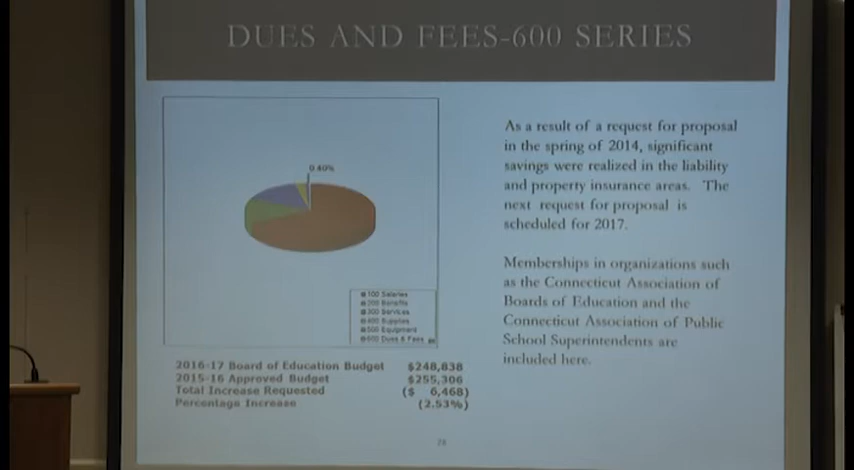 DUES AND FEES-600 SERIES
0.40%
100 Salaries
200 Benefits
300 Services
400 Supplies
500 Equipment
600 Dues & Fees
2016-17 Board of Education Budget $248,838
2015-16 Approved Budget $255,306
Total Increase Requested ($ 6,468)
Percentage Increase (2.53%)
As a result of a request for proposal
in the spring of 2014, significant
savings were realized in the liability
and property insurance areas. The
next request for proposal is
scheduled for 2017.
Memberships in organizations such
as the Connecticut Association of
Boards of Education and the
Connecticut Association of Public
School Superintendents are
included here.